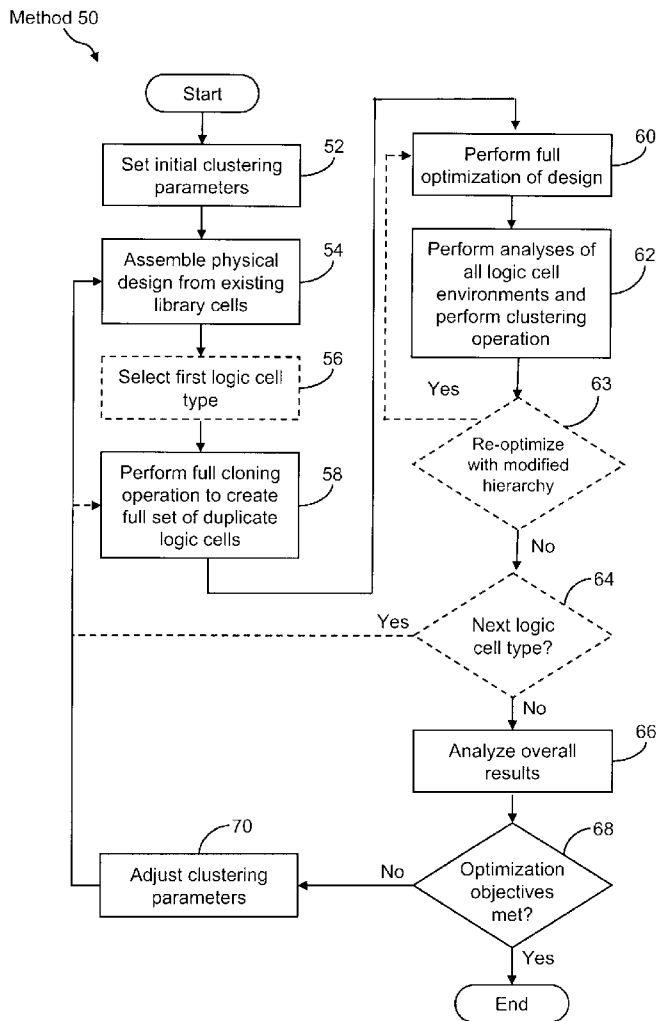 Method 50
Start
52
Set initial clustering
parameters
54
Assemble physical
design from existing
library cells
56
Select first logic cell
type
58
Perform full cloning
operation to create
full set of duplicate
logic cells
60
Perform full
optimization of design
62
Perform analyses of
all logic cell
environments and
perform clustering
operation
Yes
63
Re-optimize
with modified
hierarchy
No
64
Yes
Next logic
cell type?
No
66
Analyze overall
results
68
Optimization
objectives
met?
No
70
Adjust clustering
parameters
Yes
End